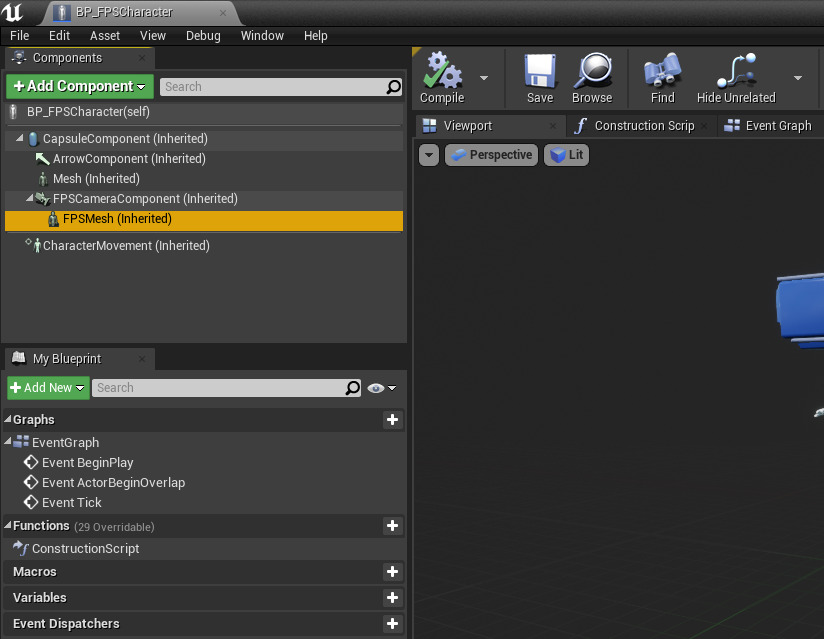 BP_FPSCharacter
File Edit Asset View Debug Window Help
Components
+Add Component
Search
BP_FPSCharacter(self)
CapsuleComponent (Inherited)
ArrowComponent (Inherited)
Mesh (Inherited)
FPSCameraComponent (Inherited)
FPSMesh (Inherited)
CharacterMovement (Inherited)
My Blueprint
+Add New
Search
Graphs
EventGraph
Event BeginPlay
Event ActorBeginOverlap
Event Tick
Functions (29 Overridable)
ConstructionScript
Macros
Variables
Event Dispatchers
Compile Save Browse Find Hide Unrelated
Viewport Construction Scrip Event Graph
Perspective Lit